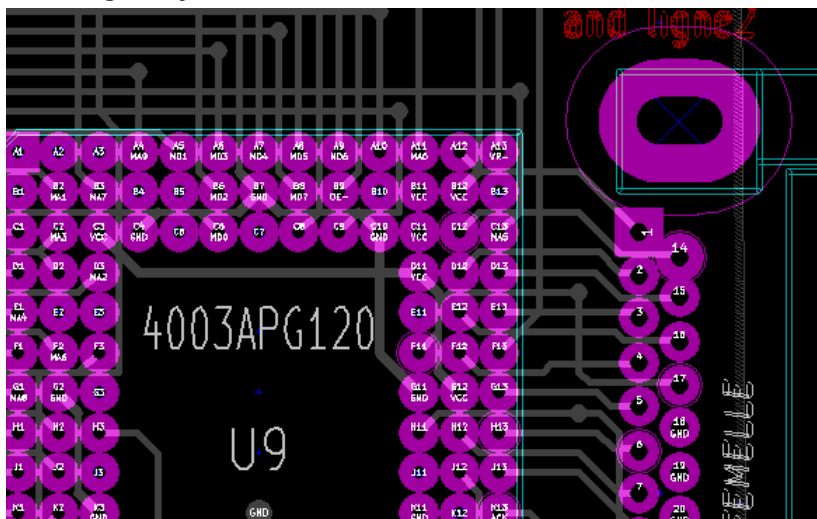 and ligne2
A1 A2 A3 A4 A5 A6 A7 A8 A9 A10 A11 A12 A13
MA9 MD1 MD3 MD4 MD5 MD6 MA0 VR-
B1 B2 B3 B4 B5 B6 B7 B8 B9 B10 B11 B12 B13
MA1 MA7 MD2 GND MD7 OE- VCC VCC
C1 C2 C3 C4 C5 C6 C7 C8 C9 C10 C11 C12 C13
MA3 VCC GND MD0 GND VCC MA5
D1 D2 D3 D11 D12 D13
MA2 VCC
E1 E2 E3 E11 E12 E13
MA4
F1 F2 F3 F11 F12 F13
MA6
G1 G2 G3 G11 G12 G13
MA8 GND GND VCC
H1 H2 H3 H11 H12 H13
J1 J2 J3 J11 J12 J13
K2 K3 K12
GND GND ACK
4003APG120
U9
GND
1
14
2
15
3
16
4
17
5
18
GND
6
19
GND
7
20